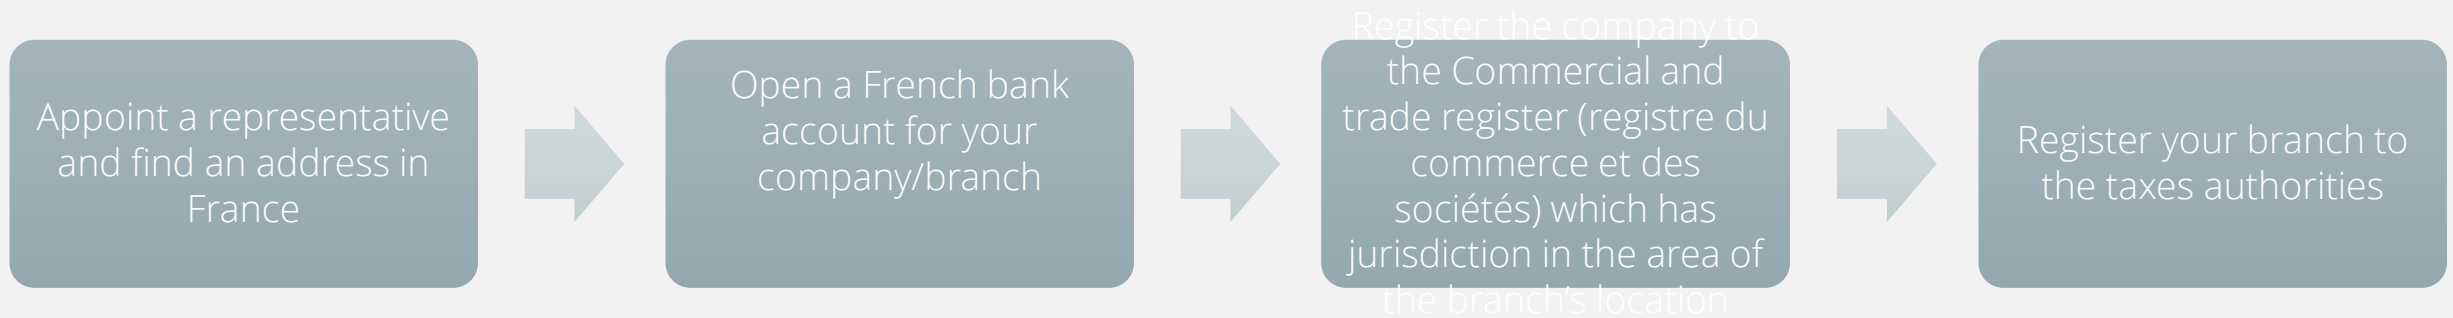 Appoint a representative
and find an address in
France
Open a French bank
account for your
company/branch
Register the company to
the Commercial and
trade register (registre du
commerce et des
sociétés) which has
jurisdiction in the area of
the branch's location
Register your branch to
the taxes authorities